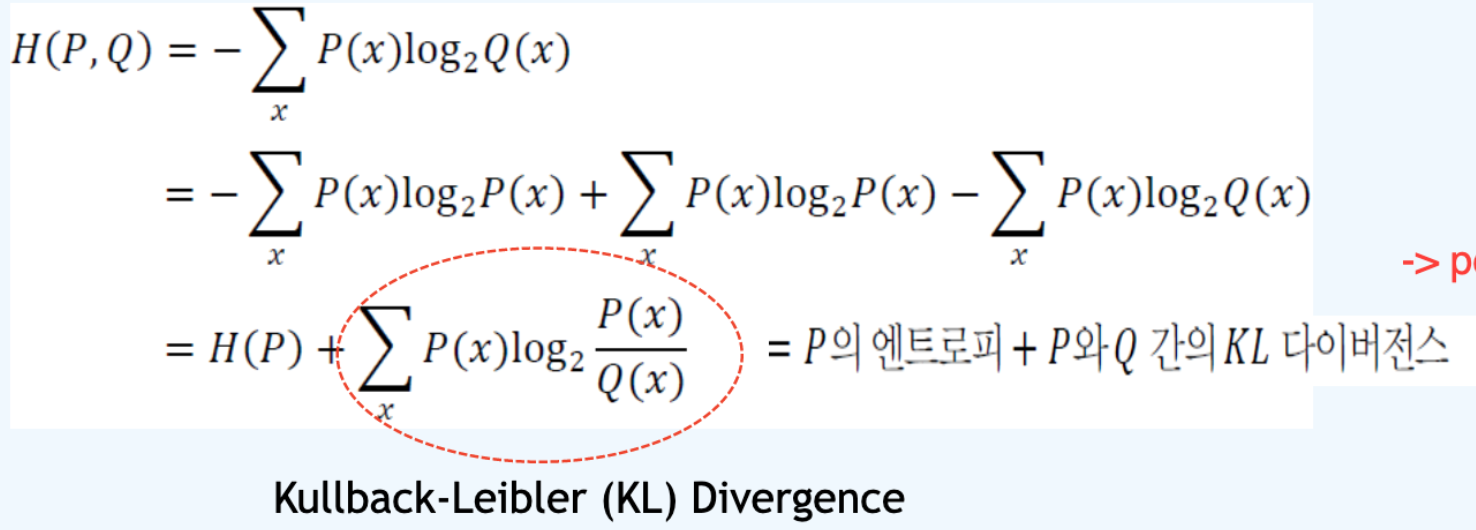 H(P,Q) = − ∑ₓ P(x)log₂Q(x)
= − ∑ₓ P(x)log₂P(x) + ∑ₓ P(x)log₂P(x) − ∑ₓ P(x)log₂Q(x)
->
= H(P) + ∑ₓ P(x)log₂ P(x)/Q(x) = P의 엔트로피 + P와 Q 간의 KL 다이버전스
Kullback-Leibler (KL) Divergence